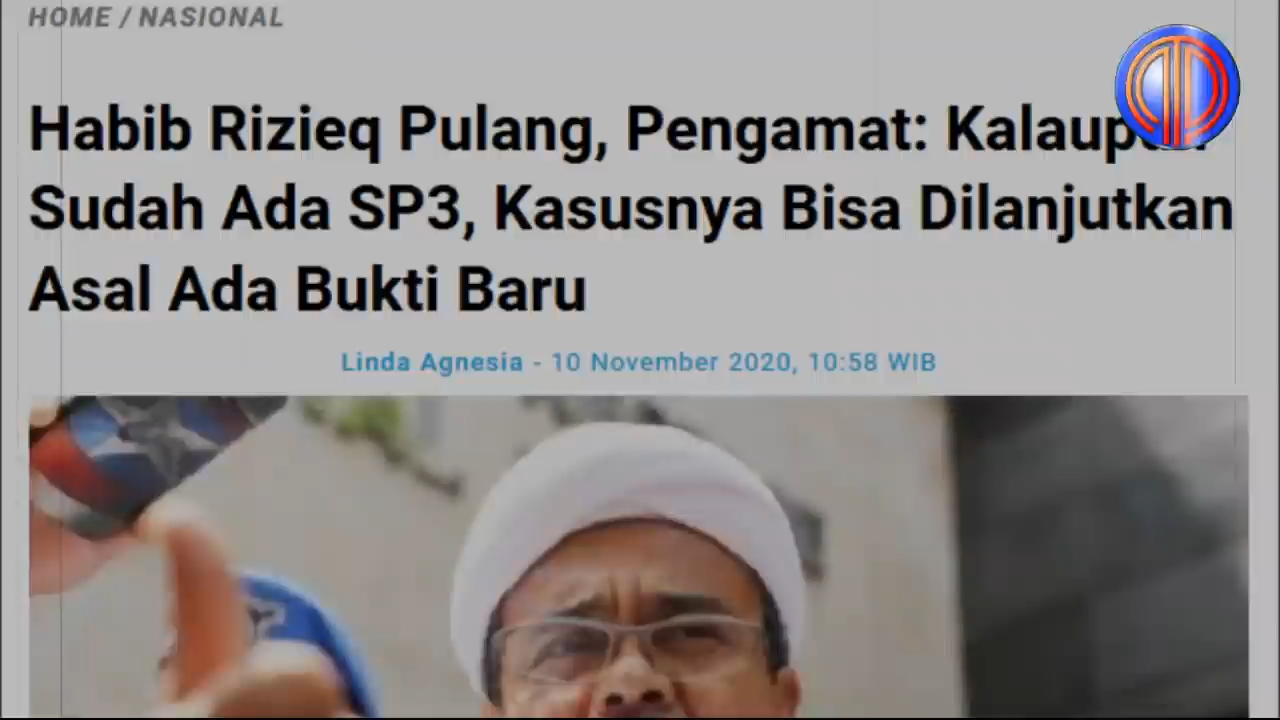 HOME / NASIONAL
Habib Rizieq Pulang, Pengamat:
Sudah Ada SP3, Kasusnya Bisa Dilanjutkan
Asal Ada Bukti Baru
Linda Agnesia - 10 November 2020, 10:58 WIB